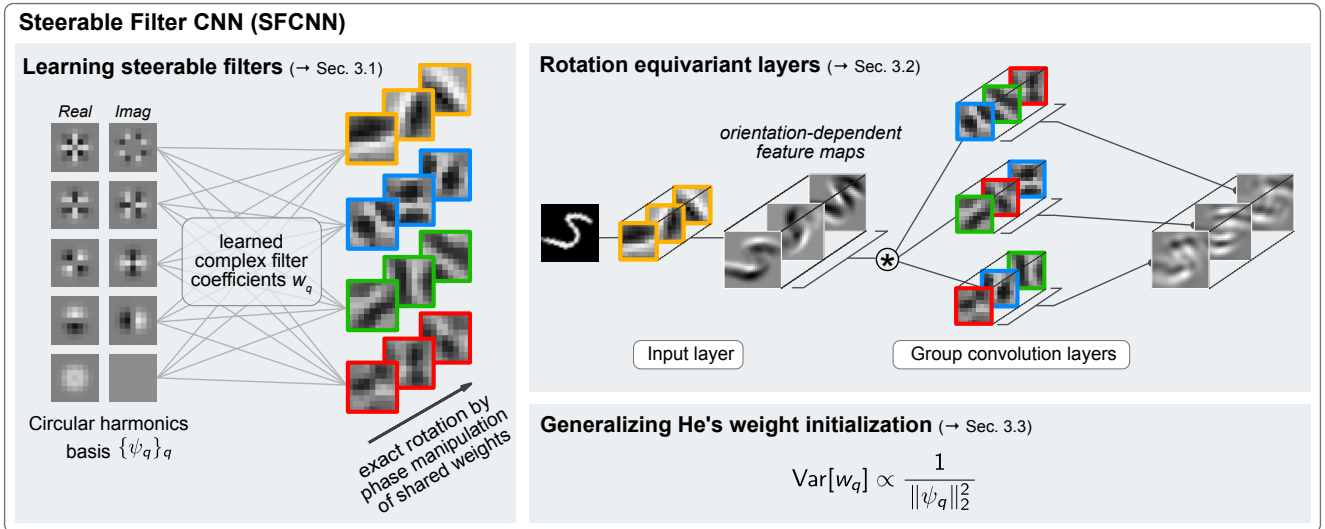 Steerable Filter CNN (SFCNN)
Learning steerable filters (→ Sec. 3.1)
Real Imag
learned
complex filter
coefficients w_q
Circular harmonics
basis {ψ_q}_q
exact rotation by
phase manipulation
of shared weights
Rotation equivariant layers (→ Sec. 3.2)
orientation-dependent
feature maps
*
Input layer
Group convolution layers
Generalizing He's weight initialization (→ Sec. 3.3)
Var[w_q] ∝ 1 / ‖ψ_q‖₂²